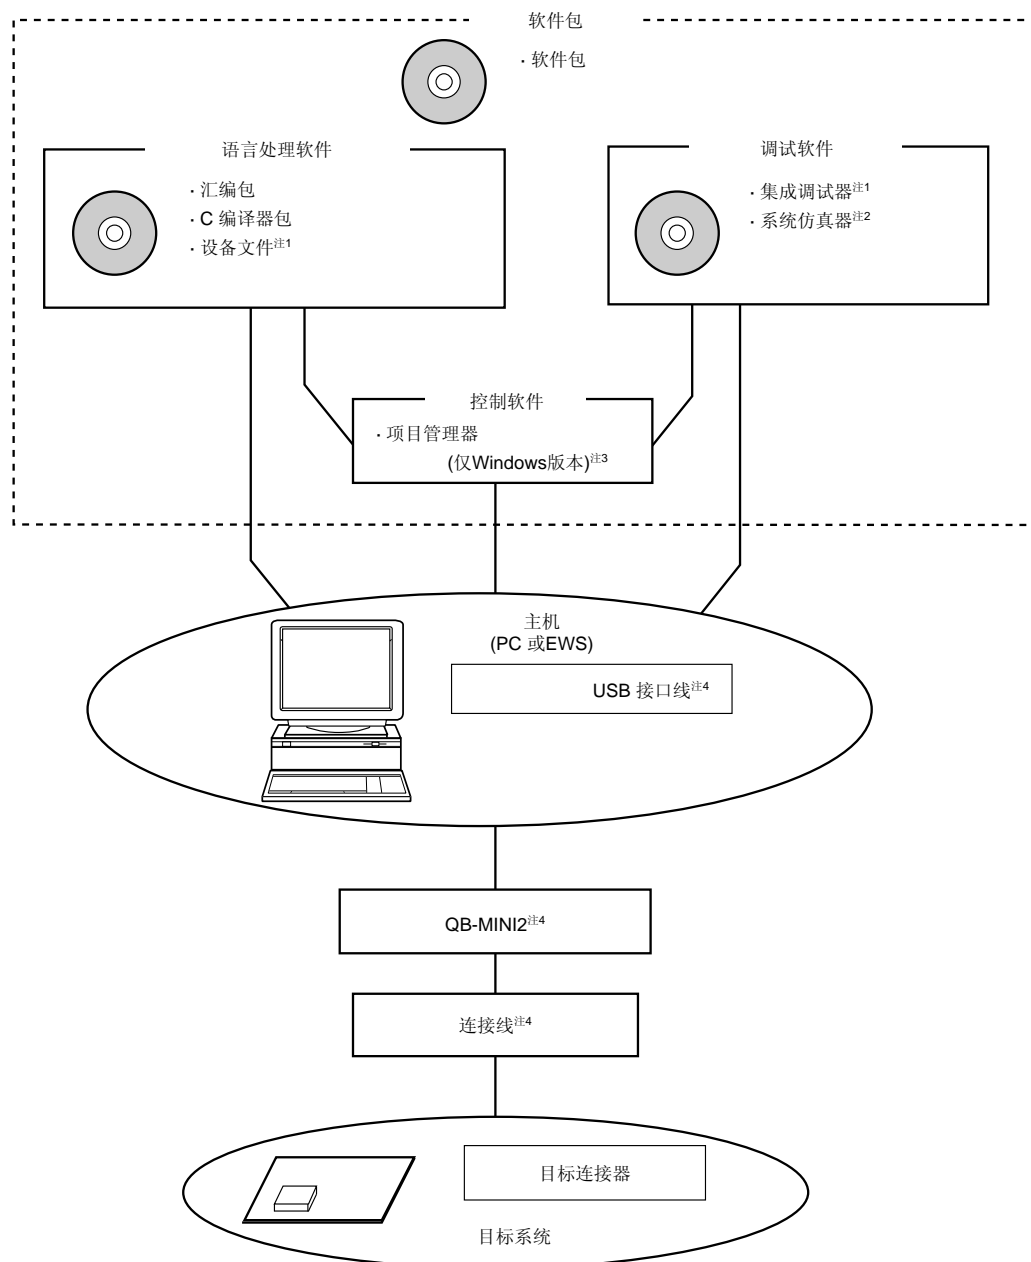 软件包
· 软件包
语言处理软件
· 汇编包
· C 编译器包
· 设备文件注1
调试软件
· 集成调试器注1
· 系统仿真器注2
控制软件
· 项目管理器
(仅Windows版本)注3
主机
(PC 或EWS)
USB 接口线注4
QB-MINI2注4
连接线注4
目标连接器
目标系统